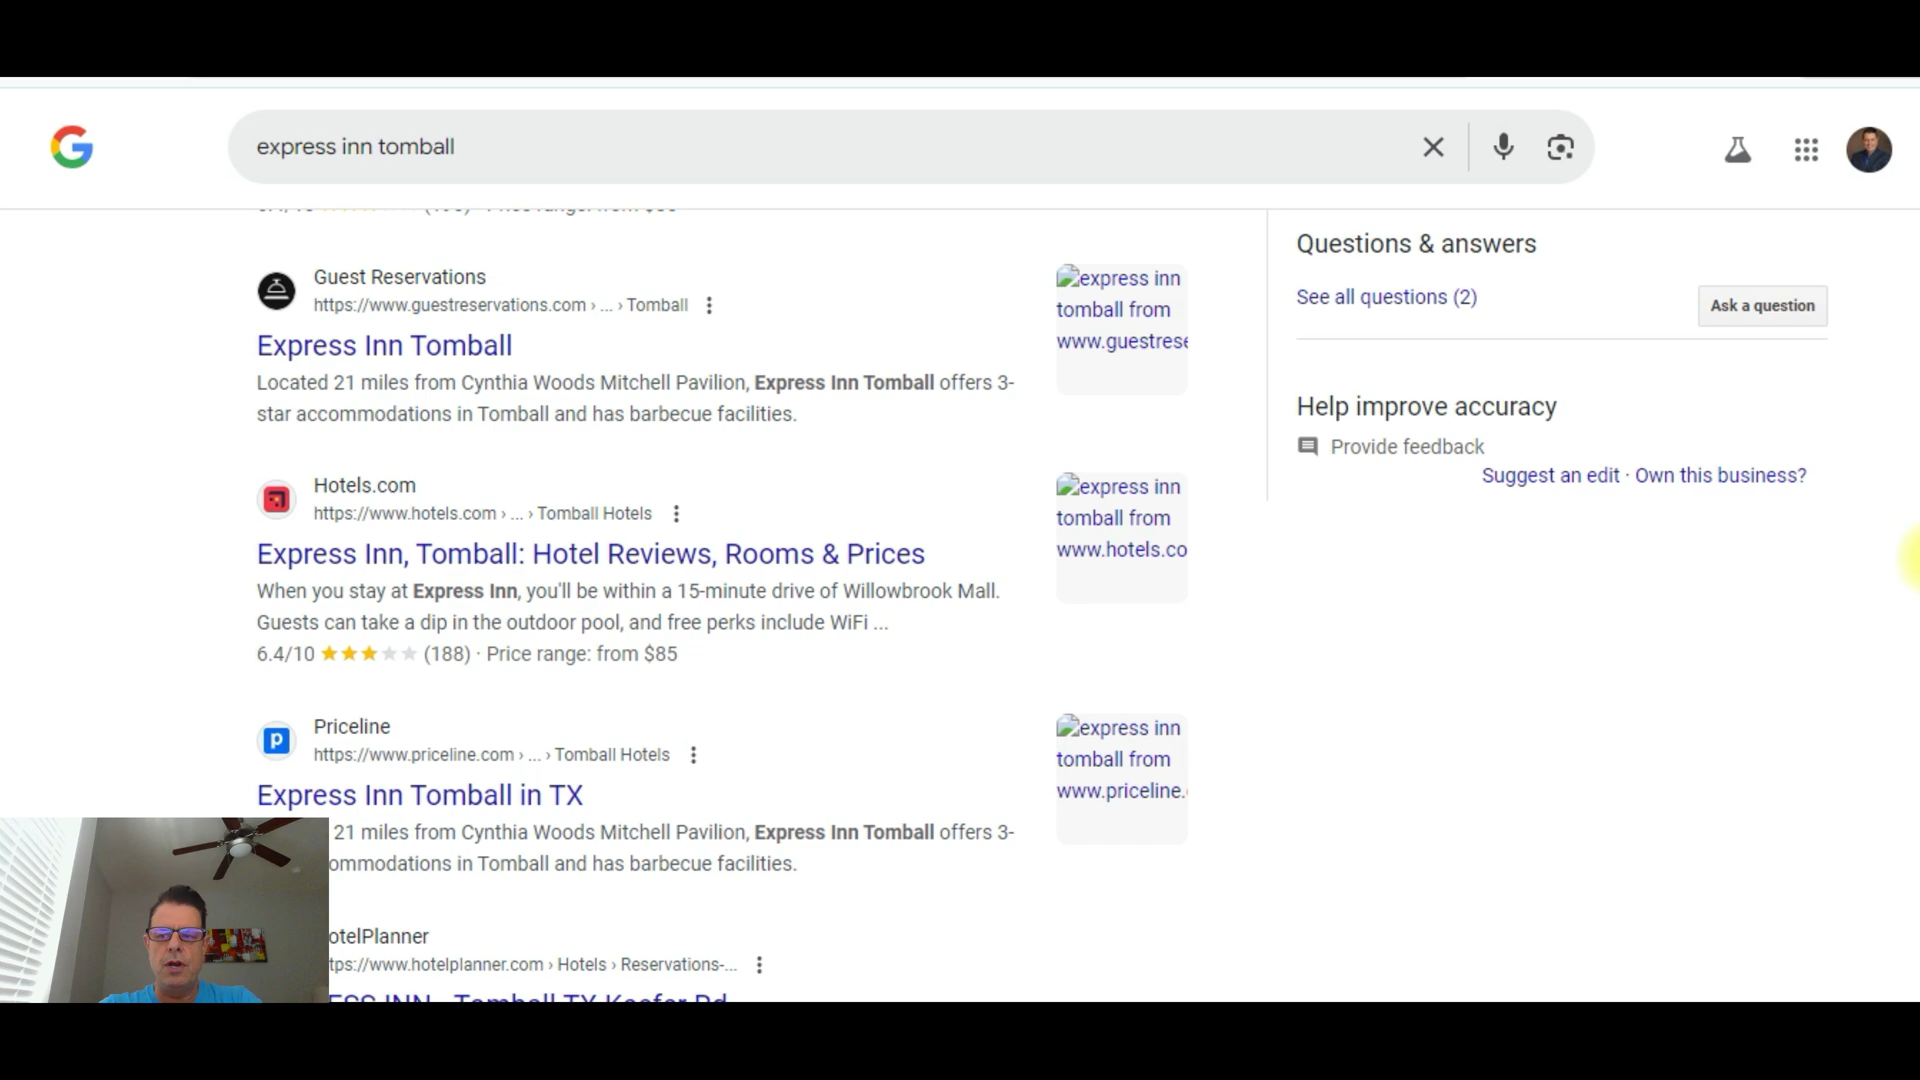 express inn tomball
Guest Reservations
https://www.guestreservations.com › ... › Tomball
Express Inn Tomball
Located 21 miles from Cynthia Woods Mitchell Pavilion, Express Inn Tomball offers 3-
star accommodations in Tomball and has barbecue facilities.
express inn
tomball from
www.guestrese
Hotels.com
https://www.hotels.com › ... › Tomball Hotels
Express Inn, Tomball: Hotel Reviews, Rooms & Prices
When you stay at Express Inn, you'll be within a 15-minute drive of Willowbrook Mall.
Guests can take a dip in the outdoor pool, and free perks include WiFi ...
6.4/10 (188) · Price range: from $85
express inn
tomball from
www.hotels.co
Priceline
https://www.priceline.com › ... › Tomball Hotels
Express Inn Tomball in TX
21 miles from Cynthia Woods Mitchell Pavilion, Express Inn Tomball offers 3-
ommodations in Tomball and has barbecue facilities.
express inn
tomball from
www.priceline.
otelPlanner
tps://www.hotelplanner.com › Hotels › Reservations-...
ESS INN - Tomball TX Keefer Rd
Questions & answers
See all questions (2)
Ask a question
Help improve accuracy
Provide feedback
Suggest an edit · Own this business?